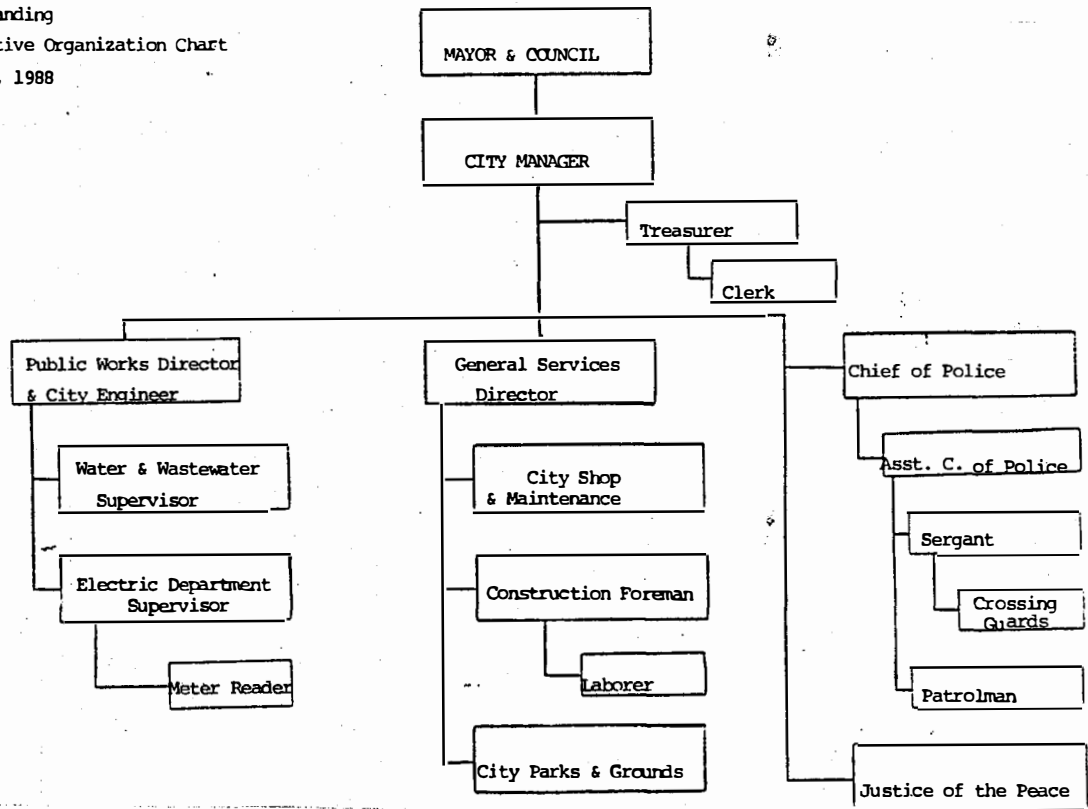 anding
tive Organization Chart
1988
MAYOR & COUNCIL
CITY MANAGER
Treasurer
Clerk
Public Works Director
& City Engineer
General Services
Director
Chief of Police
Water & Wastewater
Supervisor
City Shop
& Maintenance
Asst. C. of Police
Sergant
Electric Department
Supervisor
Construction Foreman
Crossing
Guards
Meter Reader
Laborer
Patrolman
City Parks & Grounds
Justice of the Peace